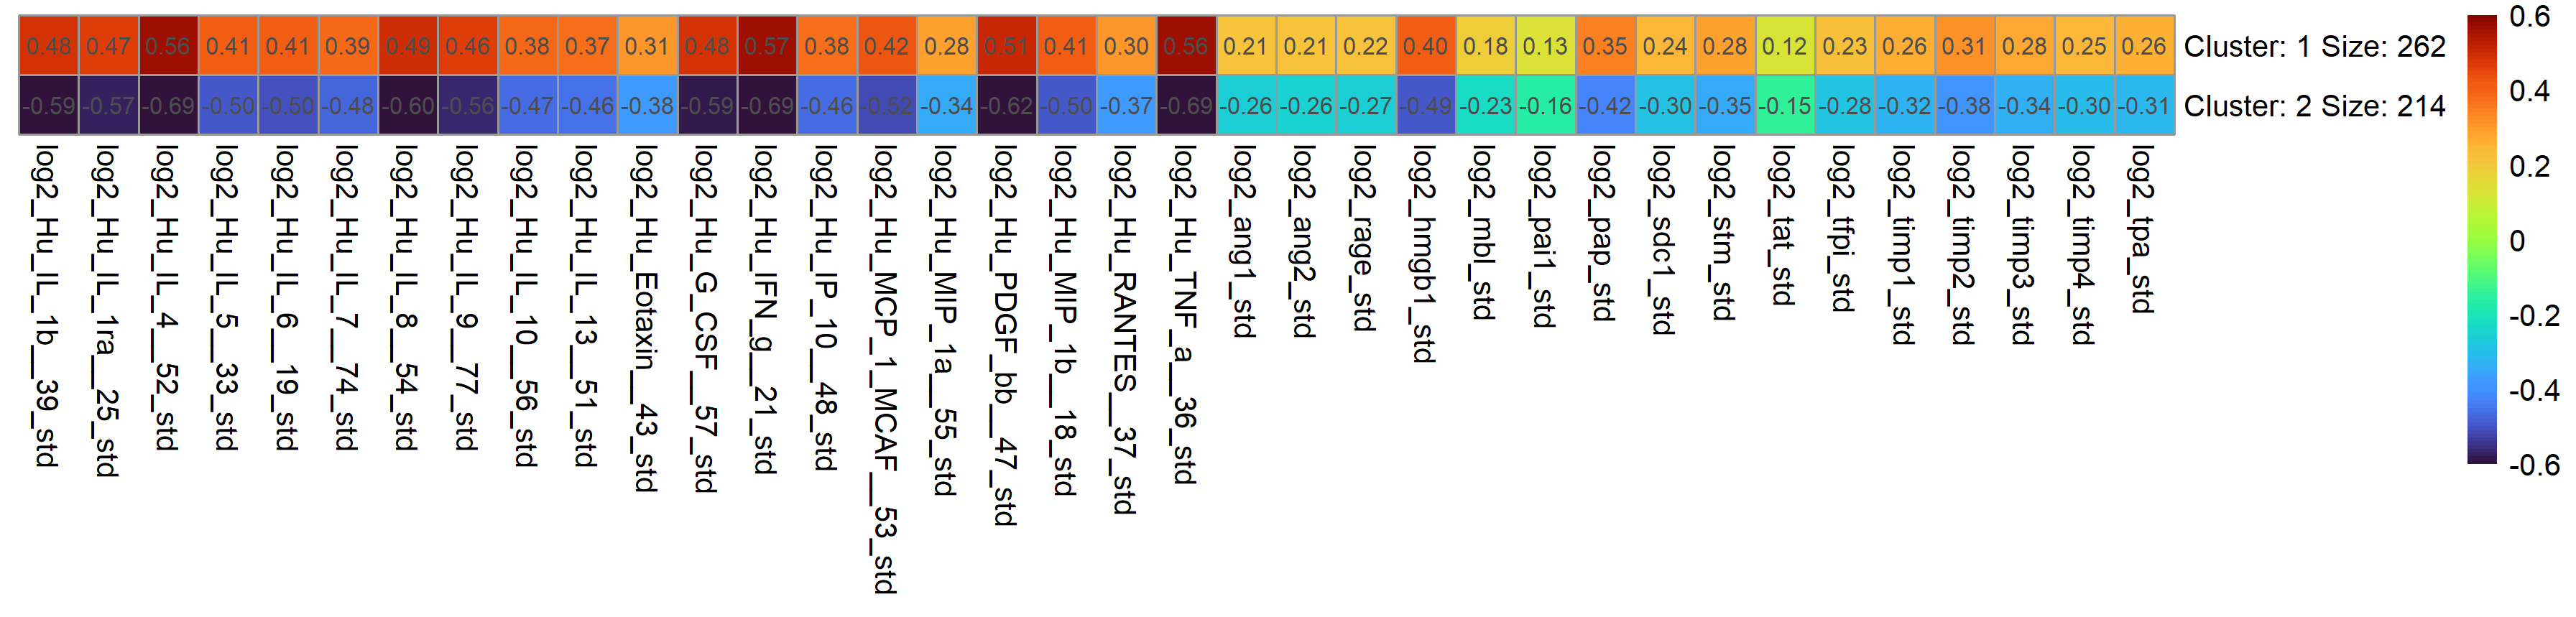 0.48 0.47 0.56 0.41 0.41 0.39 0.49 0.46 0.38 0.37 0.31 0.48 0.57 0.38 0.42 0.28 0.51 0.41 0.30 0.56 0.21 0.21 0.22 0.40 0.18 0.13 0.35 0.24 0.28 0.12 0.23 0.26 0.31 0.28 0.25 0.26 Cluster: 1 Size: 262
-0.59 -0.57 -0.69 -0.50 -0.50 -0.48 -0.60 -0.56 -0.47 -0.46 -0.38 -0.59 -0.69 -0.46 -0.52 -0.34 -0.62 -0.50 -0.37 -0.69 -0.26 -0.26 -0.27 -0.49 -0.23 -0.16 -0.42 -0.30 -0.35 -0.15 -0.28 -0.32 -0.38 -0.34 -0.30 -0.31 Cluster: 2 Size: 214
log2_Hu_IL_1b__39_std
log2_Hu_IL_1ra__25_std
log2_Hu_IL_4__52_std
log2_Hu_IL_5__33_std
log2_Hu_IL_6__19_std
log2_Hu_IL_7__74_std
log2_Hu_IL_8__54_std
log2_Hu_IL_9__77_std
log2_Hu_IL_10__56_std
log2_Hu_IL_13__51_std
log2_Hu_Eotaxin__43_std
log2_Hu_G_CSF__57_std
log2_Hu_IFN_g__21_std
log2_Hu_IP_10__48_std
log2_Hu_MCP_1_MCAF__53_std
log2_Hu_MIP_1a__55_std
log2_Hu_PDGF_bb__47_std
log2_Hu_MIP_1b__18_std
log2_Hu_RANTES__37_std
log2_Hu_TNF_a__36_std
log2_ang1_std
log2_ang2_std
log2_rage_std
log2_hmgb1_std
log2_mbl_std
log2_pai1_std
log2_pap_std
log2_sdc1_std
log2_stm_std
log2_tat_std
log2_tfpi_std
log2_timp1_std
log2_timp2_std
log2_timp3_std
log2_timp4_std
log2_tpa_std
0.6
0.4
0.2
0
-0.2
-0.4
-0.6